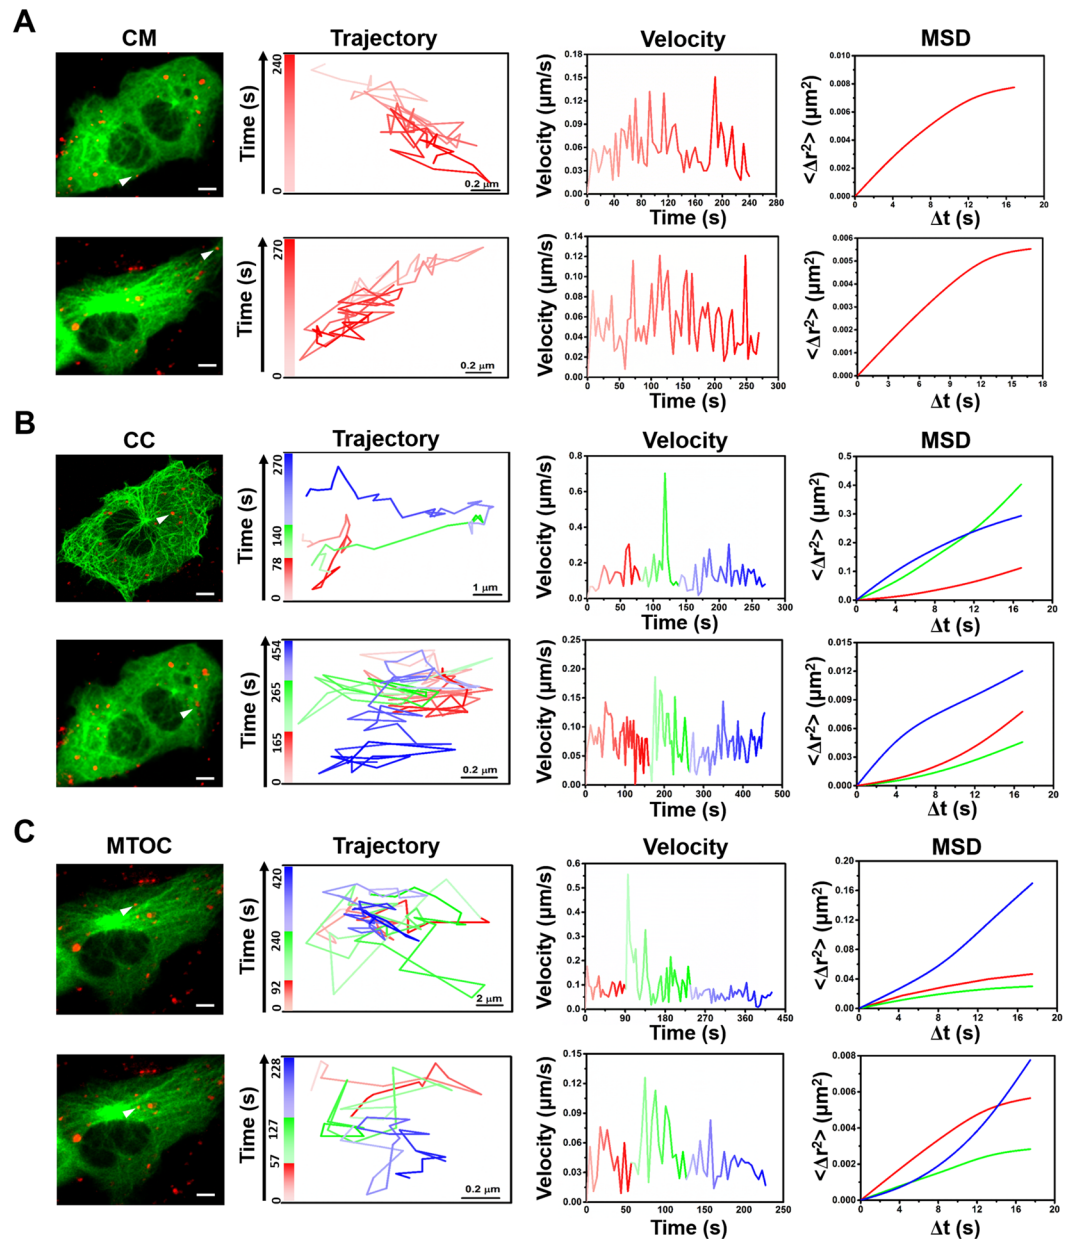 A
CM Trajectory Velocity MSD
Time (s)
0 240
0.2 μm
Velocity (μm/s)
0.18
0.15
0.12
0.09
0.06
0.03
0.00
0 40 80 120 160 200 240 280
Time (s)
<Δr²> (μm²)
0.010
0.008
0.006
0.004
0.002
0.000
0 4 8 12 16 20
Δt (s)
Time (s)
0 270
0.2 μm
Velocity (μm/s)
0.14
0.12
0.10
0.08
0.06
0.04
0.02
0.00
0 50 100 150 200 250 300
Time (s)
<Δr²> (μm²)
0.006
0.005
0.004
0.003
0.002
0.001
0.000
0 3 6 9 12 15 18
Δt (s)
B
CC Trajectory Velocity MSD
Time (s)
0 78 140 270
1 μm
Velocity (μm/s)
0.8
0.6
0.4
0.2
0.0
0 50 100 150 200 250 300
Time (s)
<Δr²> (μm²)
0.5
0.4
0.3
0.2
0.1
0.0
0 4 8 12 16 20
Δt (s)
Time (s)
0 165 265 454
0.2 μm
Velocity (μm/s)
0.25
0.20
0.15
0.10
0.05
0.00
0 100 200 300 400 500
Time (s)
<Δr²> (μm²)
0.015
0.012
0.009
0.006
0.003
0.000
0 4 8 12 16 20
Δt (s)
C
MTOC Trajectory Velocity MSD
Time (s)
0 92 240 420
2 μm
Velocity (μm/s)
0.6
0.5
0.4
0.3
0.2
0.1
0.0
0 90 180 270 360 450
Time (s)
<Δr²> (μm²)
0.20
0.16
0.12
0.08
0.04
0.00
0 4 8 12 16 20
Δt (s)
Time (s)
0 57 127 228
0.2 μm
Velocity (μm/s)
0.15
0.12
0.09
0.06
0.03
0.00
0 50 100 150 200 250
Time (s)
<Δr²> (μm²)
0.008
0.006
0.004
0.002
0.000
0 4 8 12 16 20
Δt (s)